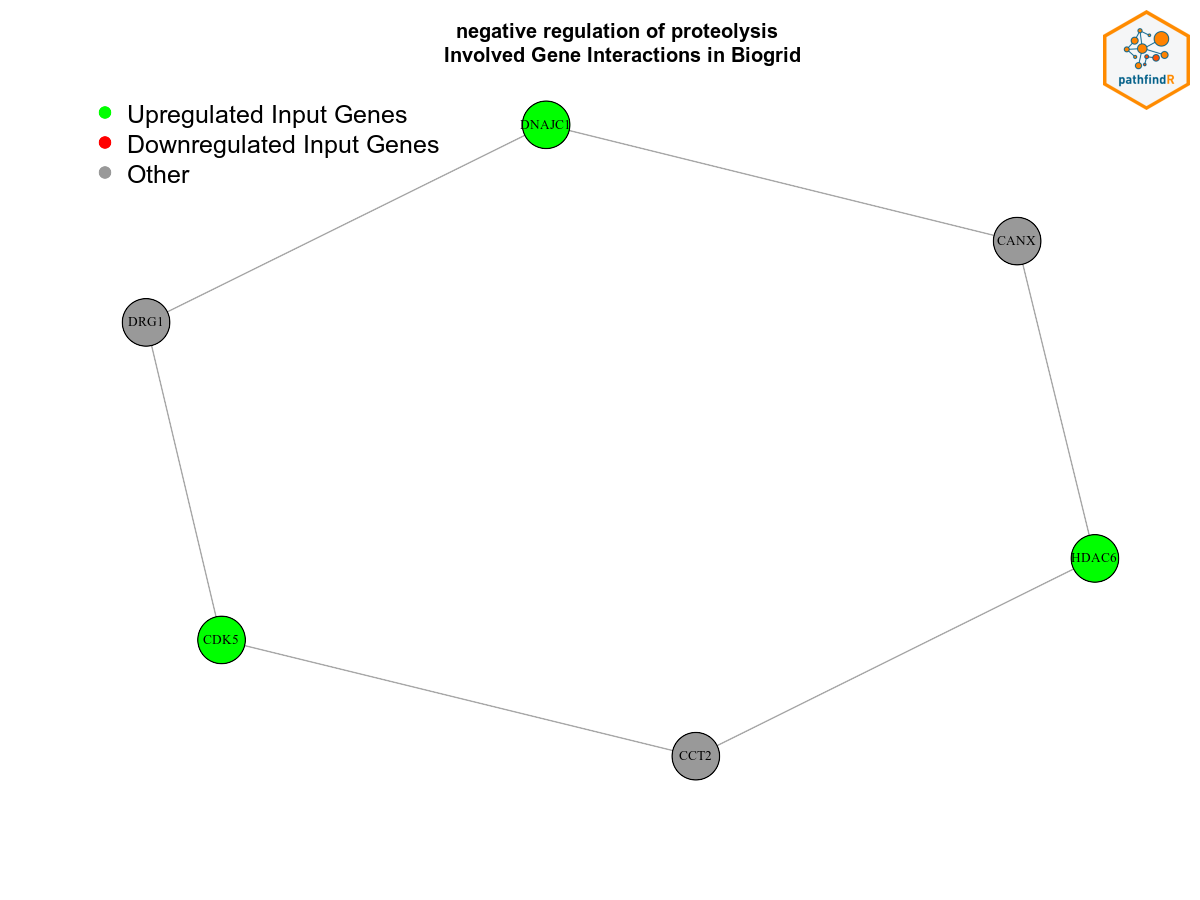 negative regulation of proteolysis
Involved Gene Interactions in Biogrid
pathfindR
Upregulated Input Genes
Downregulated Input Genes
Other
DNAJC1
CANX
DRG1
HDAC6
CDK5
CCT2